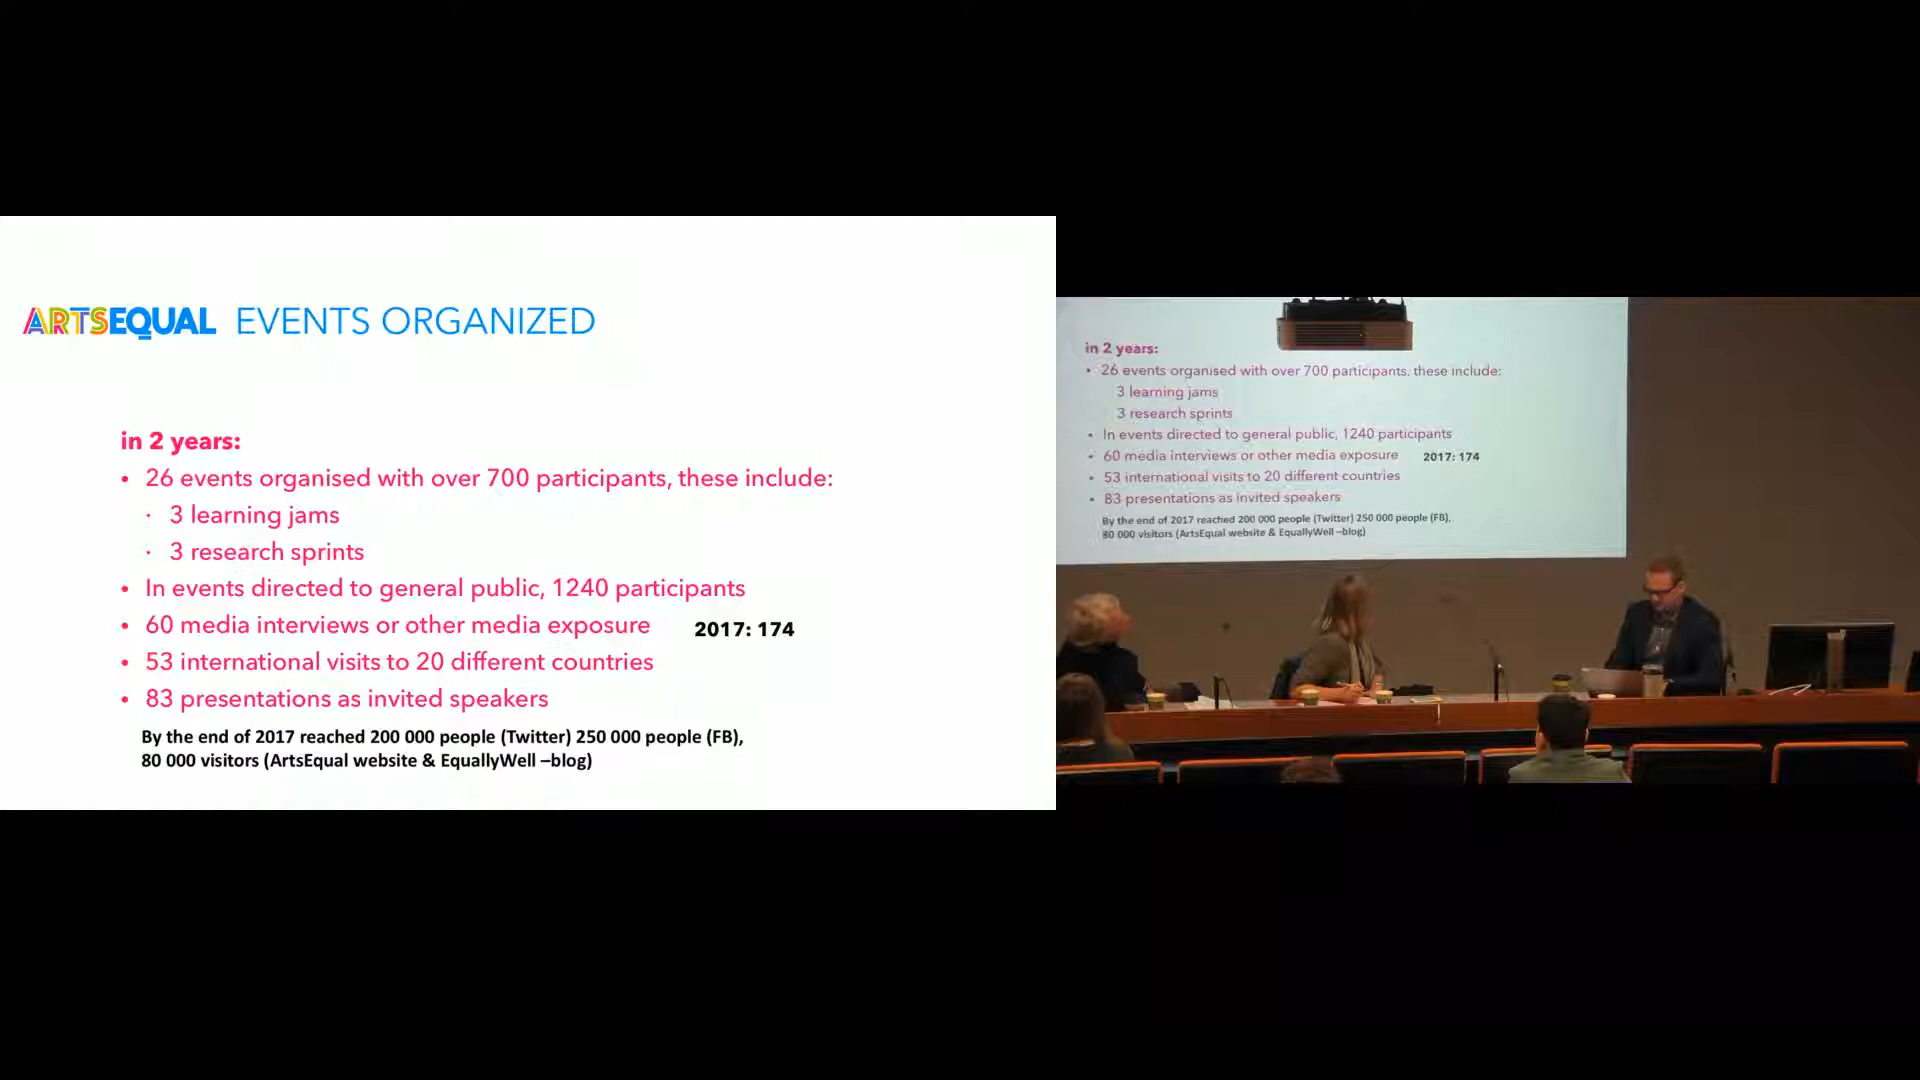 ARTSEQUAL EVENTS ORGANIZED
in 2 years:
• 26 events organised with over 700 participants, these include:
· 3 learning jams
· 3 research sprints
• In events directed to general public, 1240 participants
• 60 media interviews or other media exposure 2017: 174
• 53 international visits to 20 different countries
• 83 presentations as invited speakers
By the end of 2017 reached 200 000 people (Twitter) 250 000 people (FB),
80 000 visitors (ArtsEqual website & EquallyWell –blog)
in 2 years:
• 26 events organised with over 700 participants, these include:
3 learning jams
3 research sprints
• In events directed to general public, 1240 participants
• 60 media interviews or other media exposure 2017: 174
• 53 international visits to 20 different countries
• 83 presentations as invited speakers
By the end of 2017 reached 200 000 people (Twitter) 250 000 people (FB),
80 000 visitors (ArtsEqual website & EquallyWell –blog)